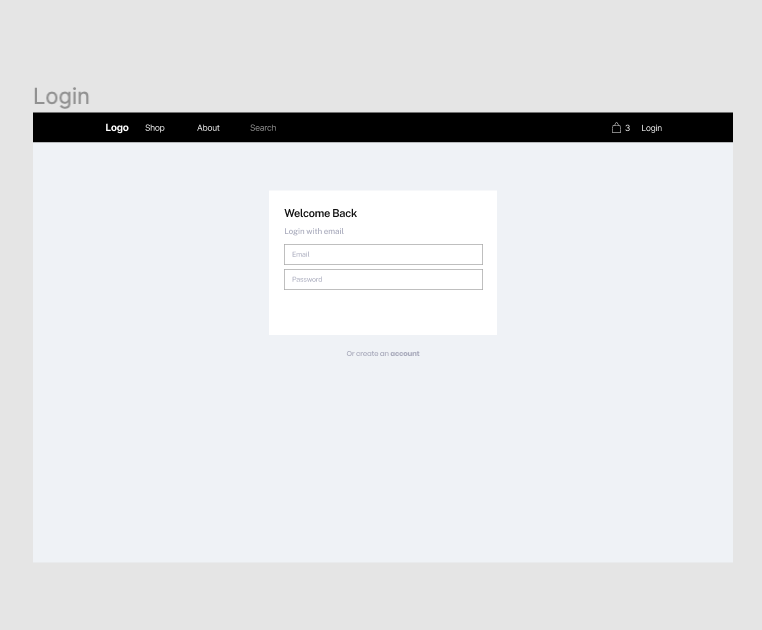 Login
Logo Shop About Search 3 Login
Welcome Back
Login with email
Email
Password
Or create an account